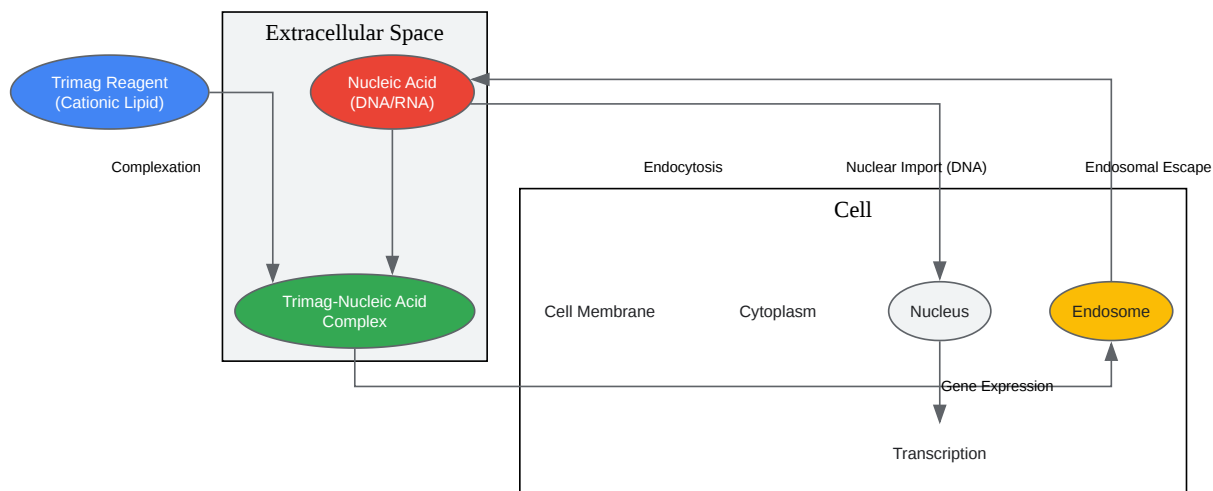 Extracellular Space
Trimag Reagent
(Cationic Lipid)
Nucleic Acid
(DNA/RNA)
Complexation
Endocytosis
Nuclear Import (DNA)
Endosomal Escape
Cell
Trimag-Nucleic Acid
Complex
Cell Membrane
Cytoplasm
Nucleus
Endosome
Gene Expression
Transcription